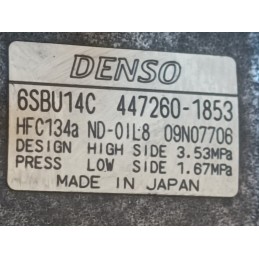 DENSO
6SBU14C 447260-1853
HFC134a ND-OIL8 09N07706
DESIGN HIGH SIDE 3.53MPa
PRESS LOW SIDE 1.67MPa
MADE IN JAPAN